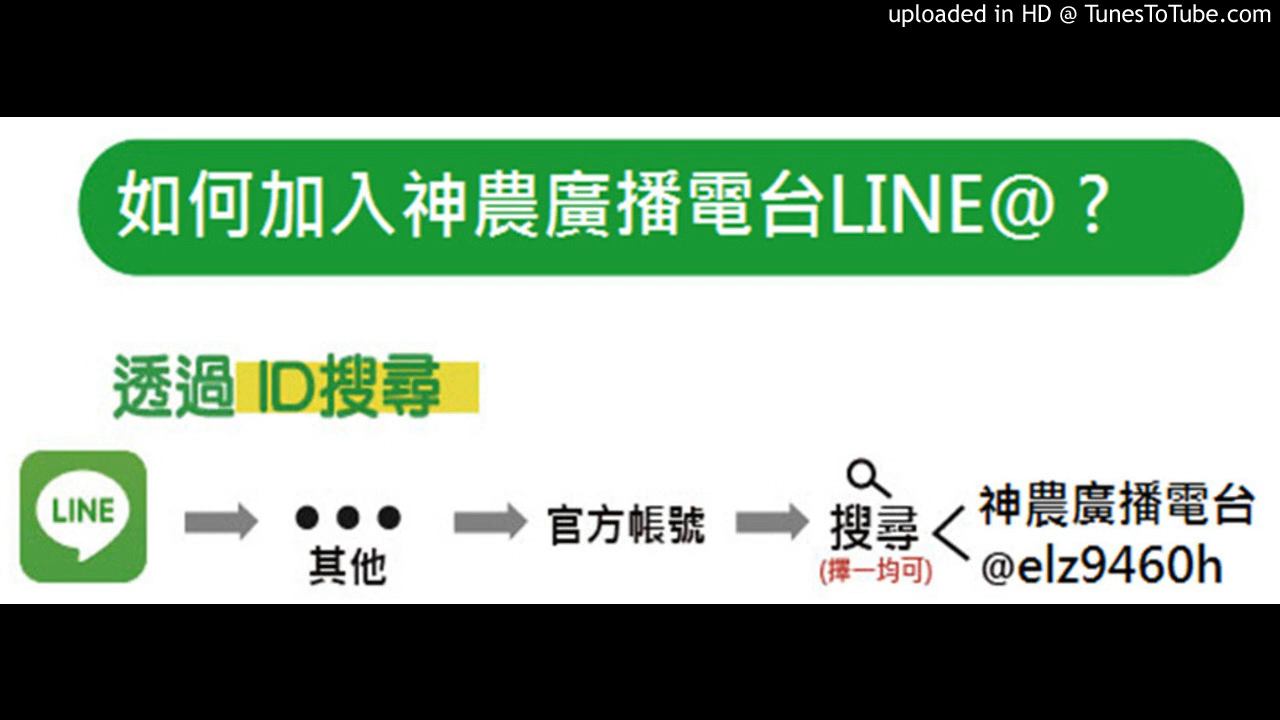 uploaded in HD @ TunesToTube.com
如何加入神農廣播電台LINE@？
透過 ID搜尋
LINE
其他
官方帳號
搜尋
(擇一均可)
神農廣播電台
@elz9460h